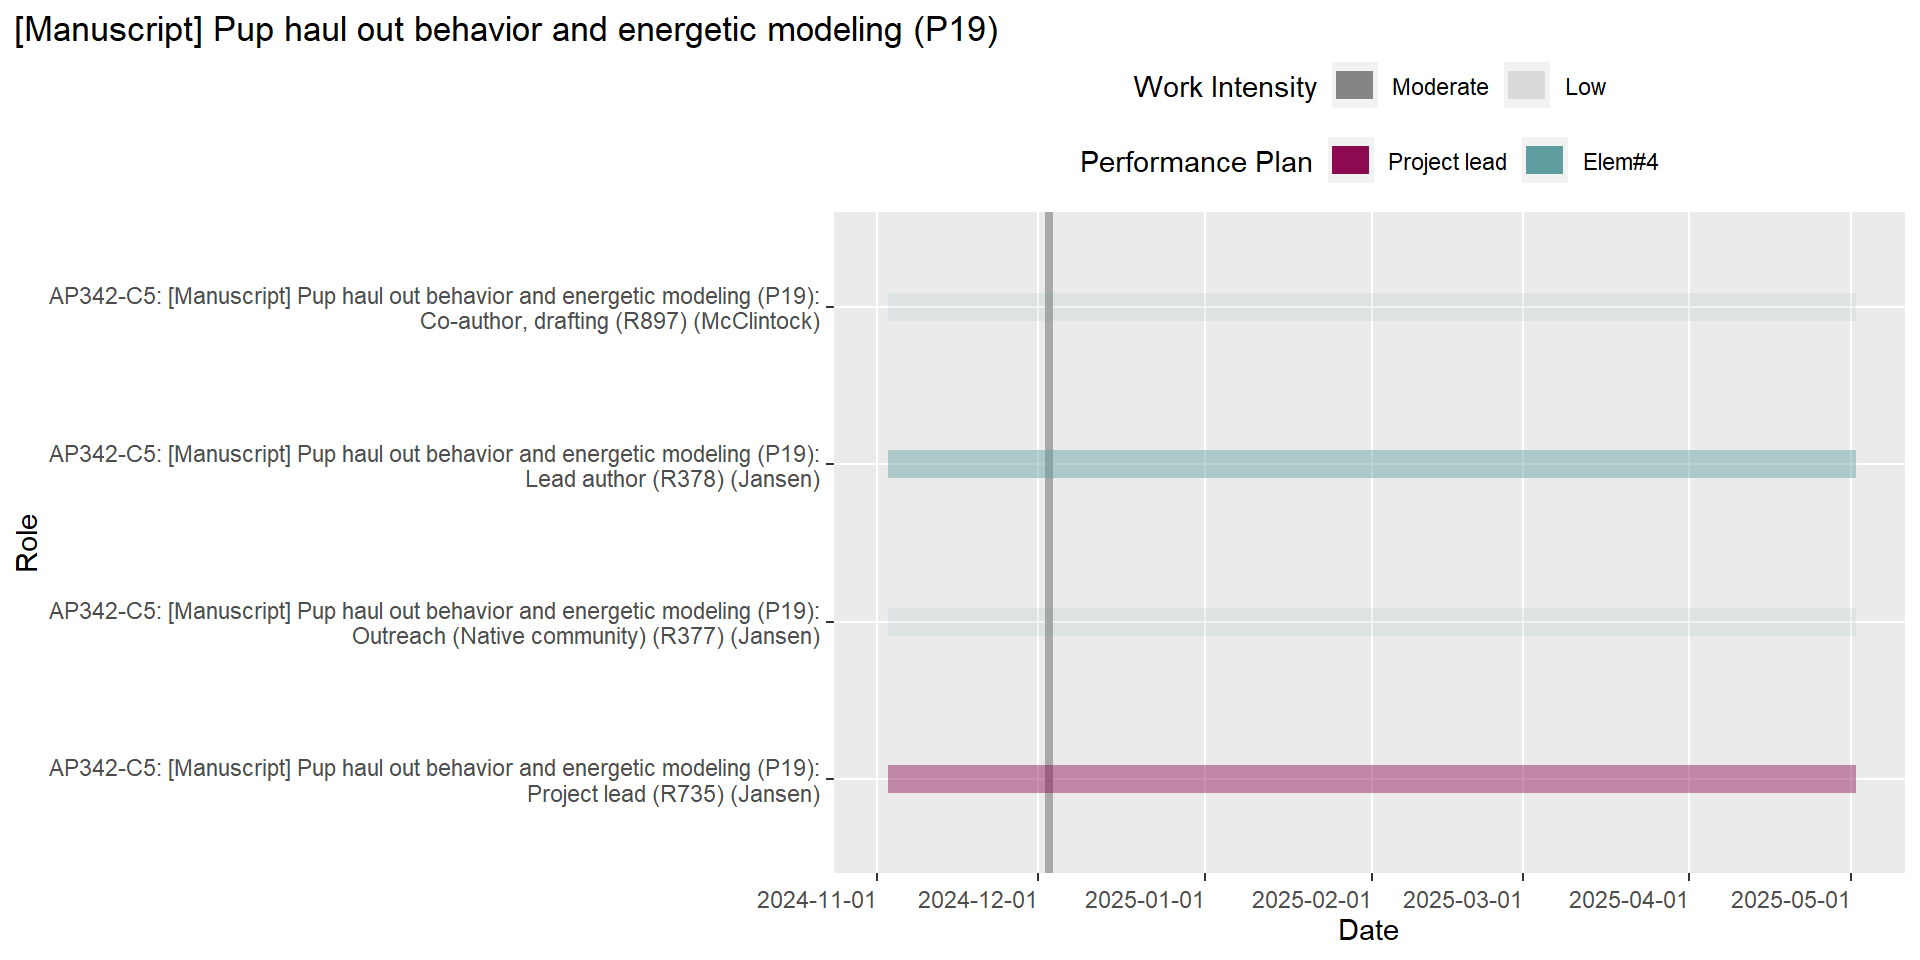 [Manuscript] Pup haul out behavior and energetic modeling (P19)
Work Intensity Moderate Low
Performance Plan Project lead Elem#4
AP342-C5: [Manuscript] Pup haul out behavior and energetic modeling (P19):
Co-author, drafting (R897) (McClintock)
AP342-C5: [Manuscript] Pup haul out behavior and energetic modeling (P19):
Lead author (R378) (Jansen)
Role
AP342-C5: [Manuscript] Pup haul out behavior and energetic modeling (P19):
Outreach (Native community) (R377) (Jansen)
AP342-C5: [Manuscript] Pup haul out behavior and energetic modeling (P19):
Project lead (R735) (Jansen)
2024-11-01 2024-12-01 2025-01-01 2025-02-01 2025-03-01 2025-04-01 2025-05-01
Date